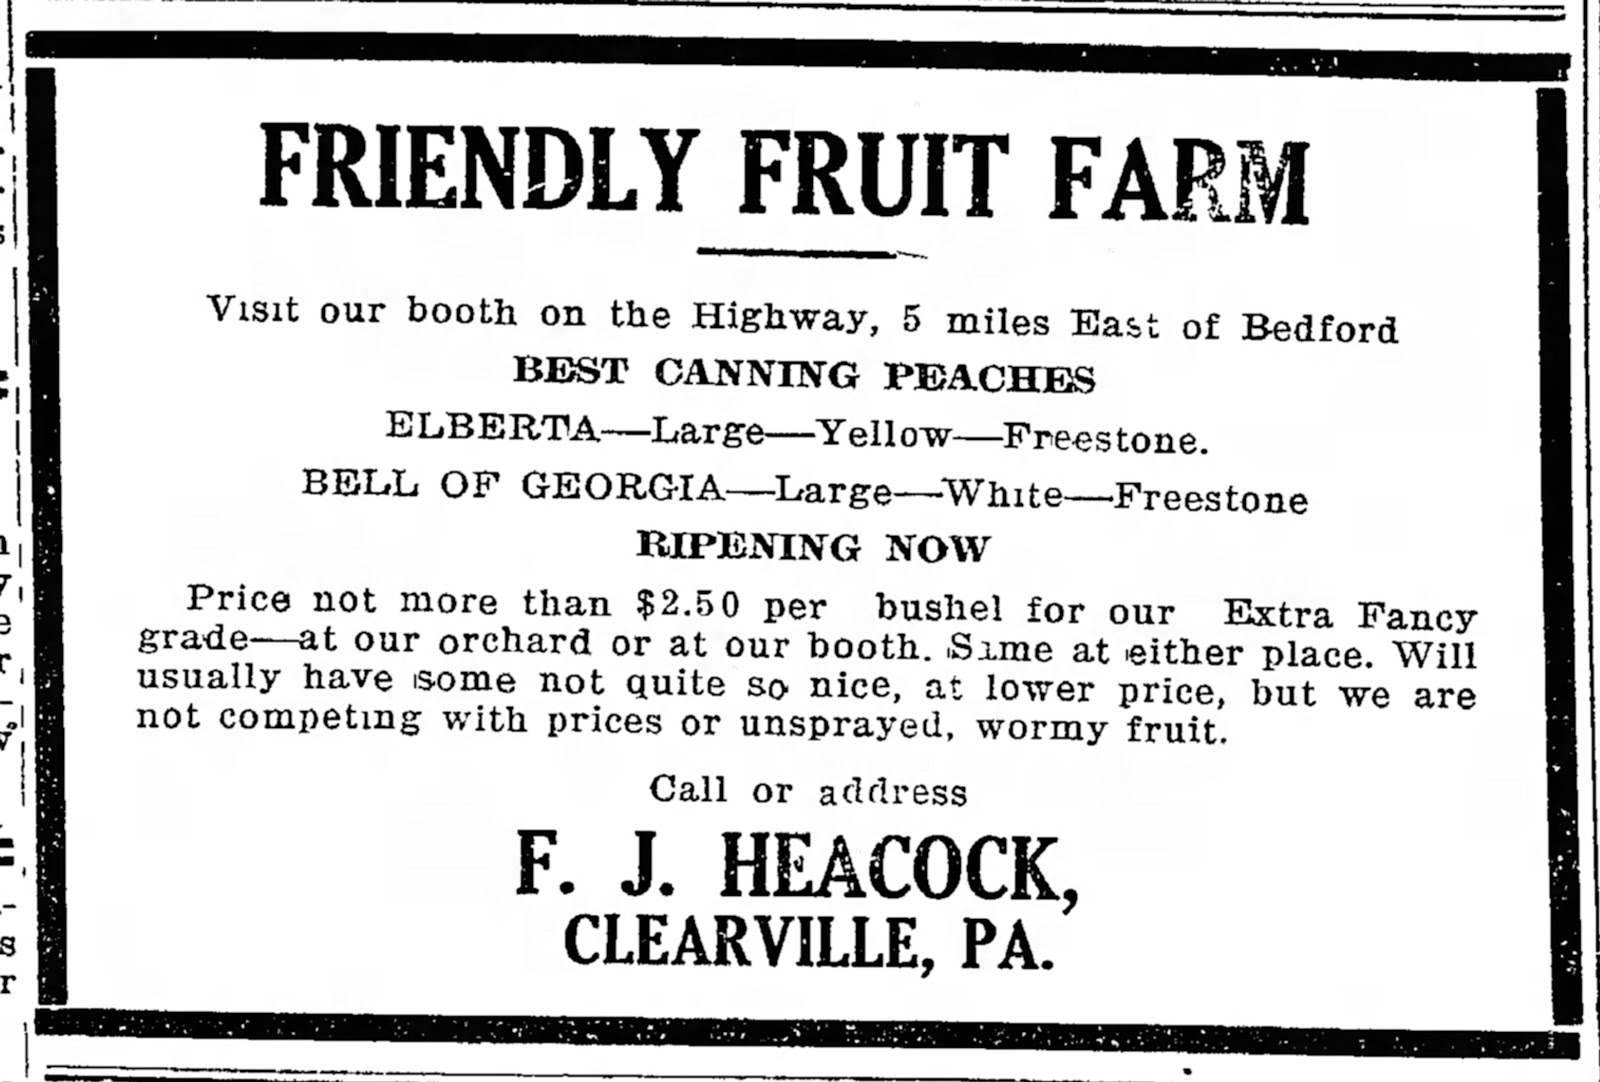 FRIENDLY FRUIT FARM
Visit our booth on the Highway, 5 miles East of Bedford
BEST CANNING PEACHES
ELBERTA—Large—Yellow—Freestone.
BELL OF GEORGIA—Large—White—Freestone
RIPENING NOW
Price not more than $2.50 per bushel for our Extra Fancy
grade—at our orchard or at our booth. Same at either place. Will
usually have some not quite so nice, at lower price, but we are
not competing with prices or unsprayed, wormy fruit.
Call or address
F. J. HEACOCK,
CLEARVILLE, PA.